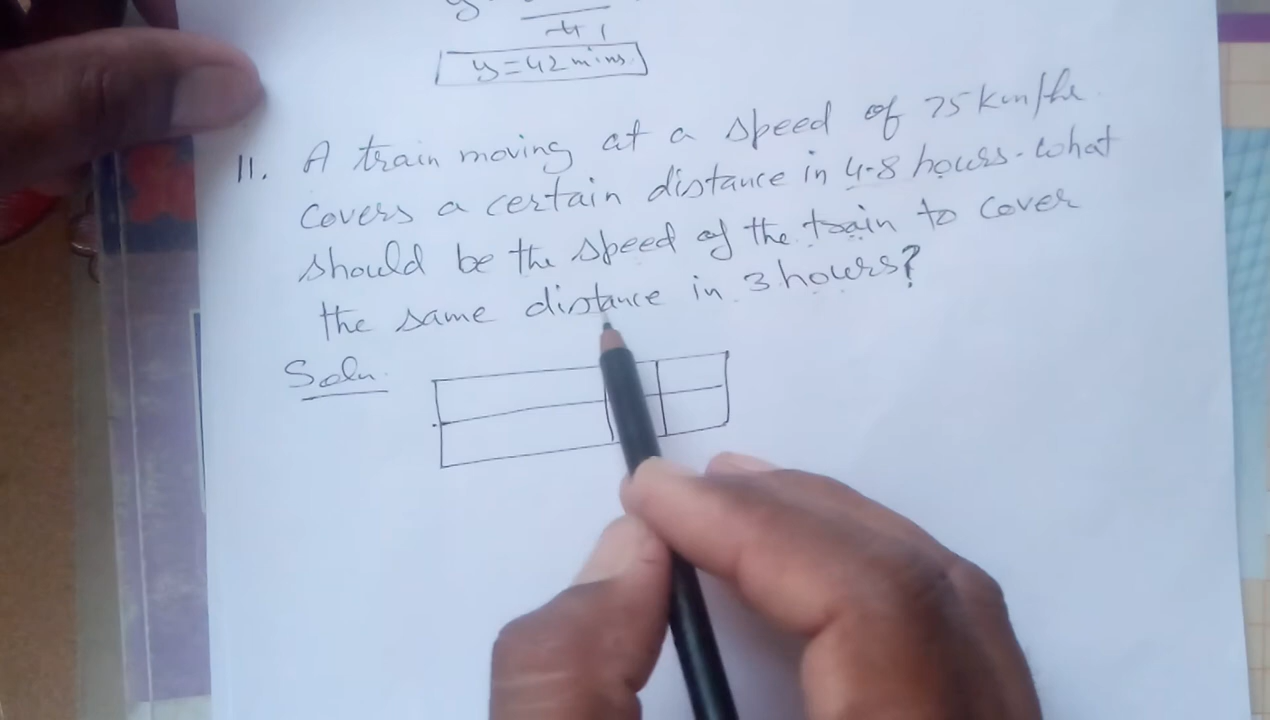 y
y=42 mins.
11. A train moving at a speed of 75 km/hr
covers a certain distance in 4.8 hours. What
should be the speed of the train to cover
the same distance in 3 hours?
Soln.